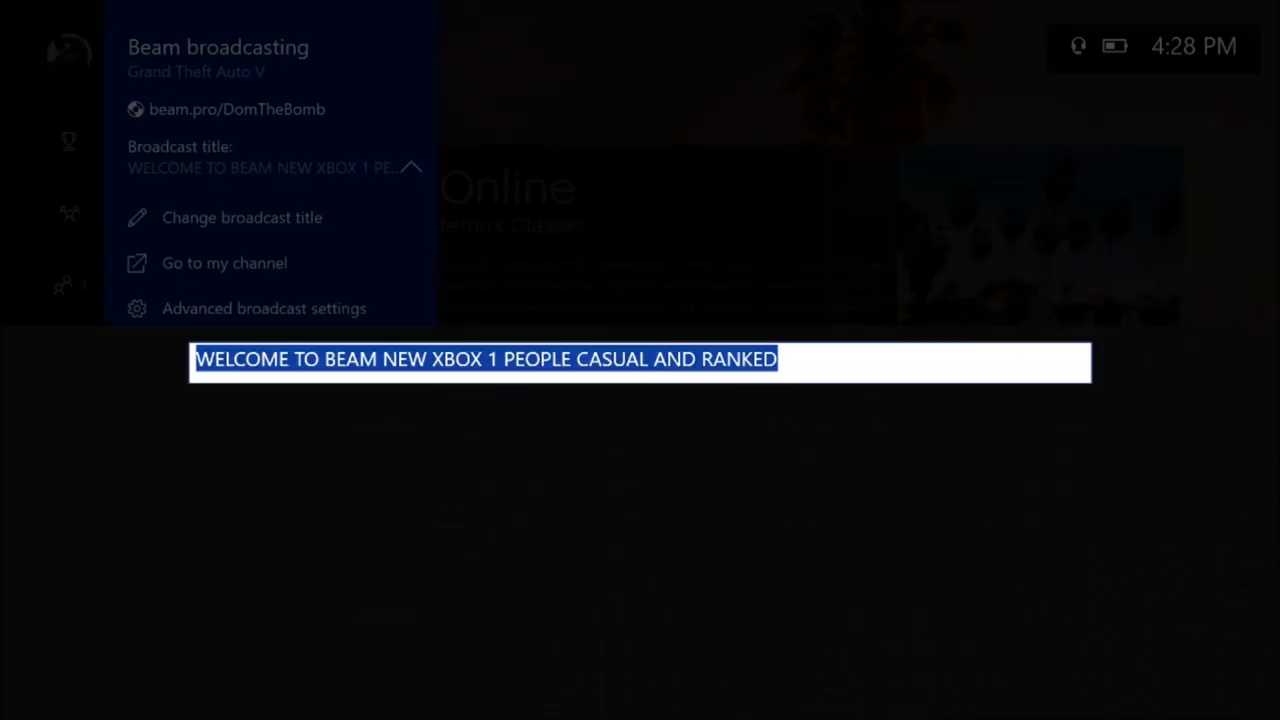 Beam broadcasting
Grand Theft Auto V
beam.pro/DomTheBomb
Broadcast title:
WELCOME TO BEAM NEW XBOX 1 PE...
Change broadcast title
Go to my channel
Advanced broadcast settings
4:28 PM
Online
3
WELCOME TO BEAM NEW XBOX 1 PEOPLE CASUAL AND RANKED